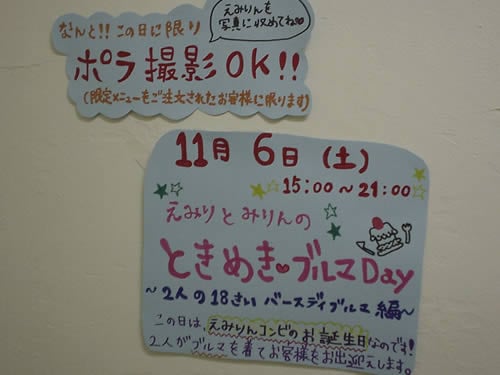 えみりんを
写真に収めてね
なんと!! この日に限り
ポラ撮影OK!!
(限定メニューをご注文されたお客様に限ります)
11月6日(土)
15:00～21:00
えみりとみりんの
ときめき♥ブルマDay
～2人の18さいバースディブルマ編～
この日は、えみりんコンビのお誕生日なのです!
2人がブルマを着てお客様をお出迎えします。